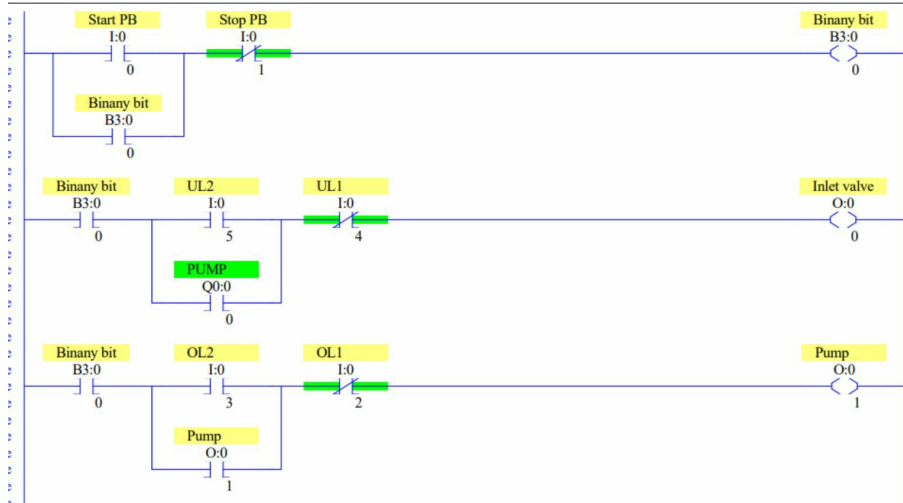 Start PB Stop PB Binany bit
I:0 I:0 B3:0
0 1 0
Binany bit
B3:0
0
Binany bit UL2 UL1 Inlet valve
B3:0 I:0 I:0 O:0
0 5 4 0
PUMP
Q0:0
0
Binany bit OL2 OL1 Pump
B3:0 I:0 I:0 O:0
0 3 2 1
Pump
O:0
1